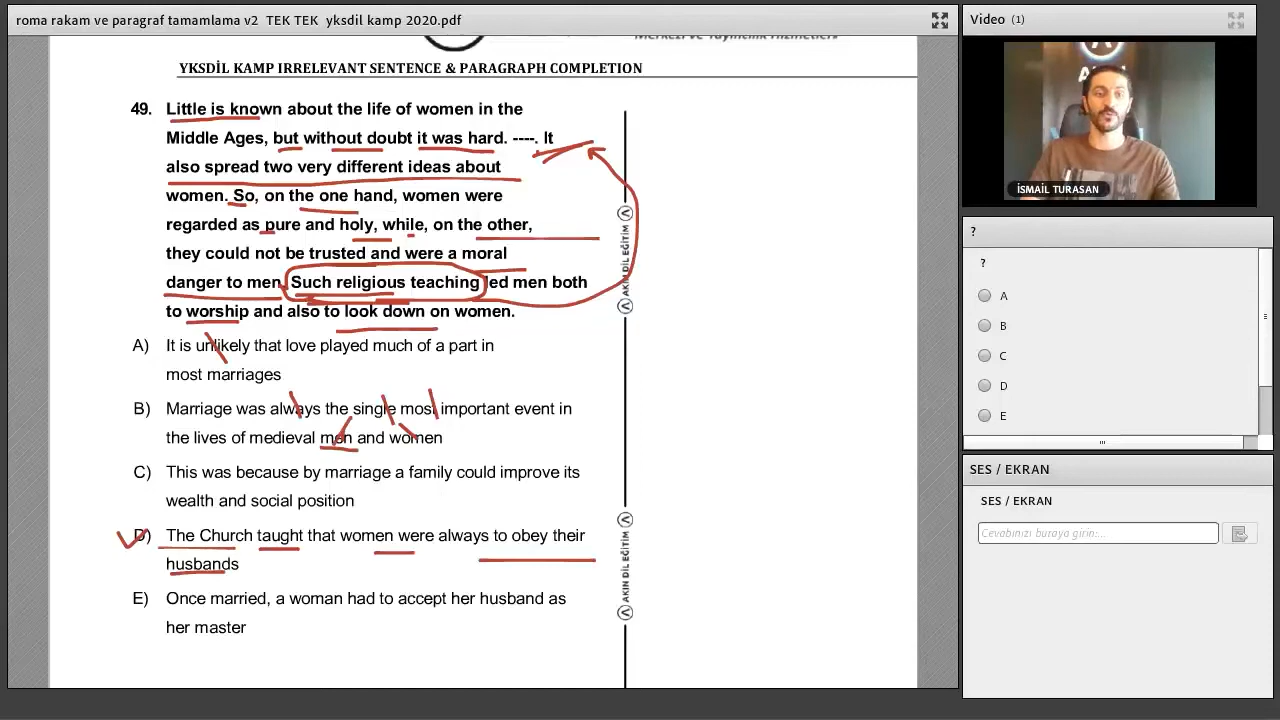 roma rakam ve paragraf tamamlama v2 TEK TEK yksdil kamp 2020.pdf
Merkezi ve Yayıncılık Hizmetleri
YKSDİL KAMP IRRELEVANT SENTENCE & PARAGRAPH COMPLETION
49. Little is known about the life of women in the
Middle Ages, but without doubt it was hard. ----. It
also spread two very different ideas about
women. So, on the one hand, women were
regarded as pure and holy, while, on the other,
they could not be trusted and were a moral
danger to men. Such religious teaching led men both
to worship and also to look down on women.
A) It is unlikely that love played much of a part in
most marriages
B) Marriage was always the single most important event in
the lives of medieval men and women
C) This was because by marriage a family could improve its
wealth and social position
D) The Church taught that women were always to obey their
husbands
E) Once married, a woman had to accept her husband as
her master
AKIN DİL EĞİTİM
AKIN DİL EĞİTİM
Video (1)
İSMAİL TURASAN
?
?
A
B
C
D
E
SES / EKRAN
SES / EKRAN
Cevabınızı buraya girin:...